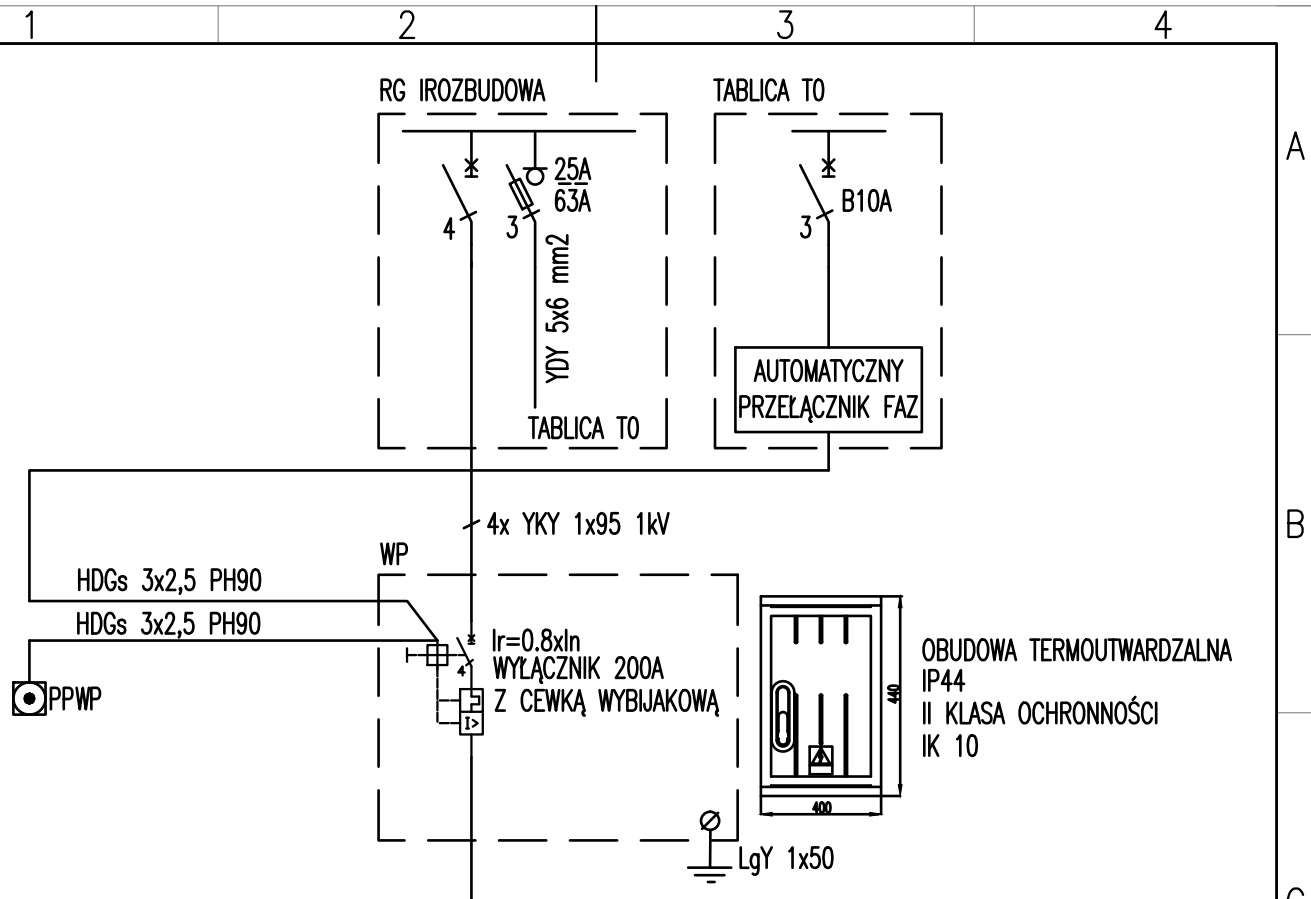 1
2
3
4
RG IROZBUDOWA
TABLICA T0
A
25A
63A
B10A
4
3
3
YDY 5x6 mm2
AUTOMATYCZNY
PRZEŁĄCZNIK FAZ
TABLICA T0
4x YKY 1x95 1kV
B
WP
HDGs 3x2,5 PH90
HDGs 3x2,5 PH90
Ir=0.8xIn
WYŁĄCZNIK 200A
4
Z CEWKĄ WYBIJAKOWĄ
I>
PPWP
OBUDOWA TERMOUTWARDZALNA
IP44
II KLASA OCHRONNOŚCI
IK 10
440
400
LgY 1x50
C